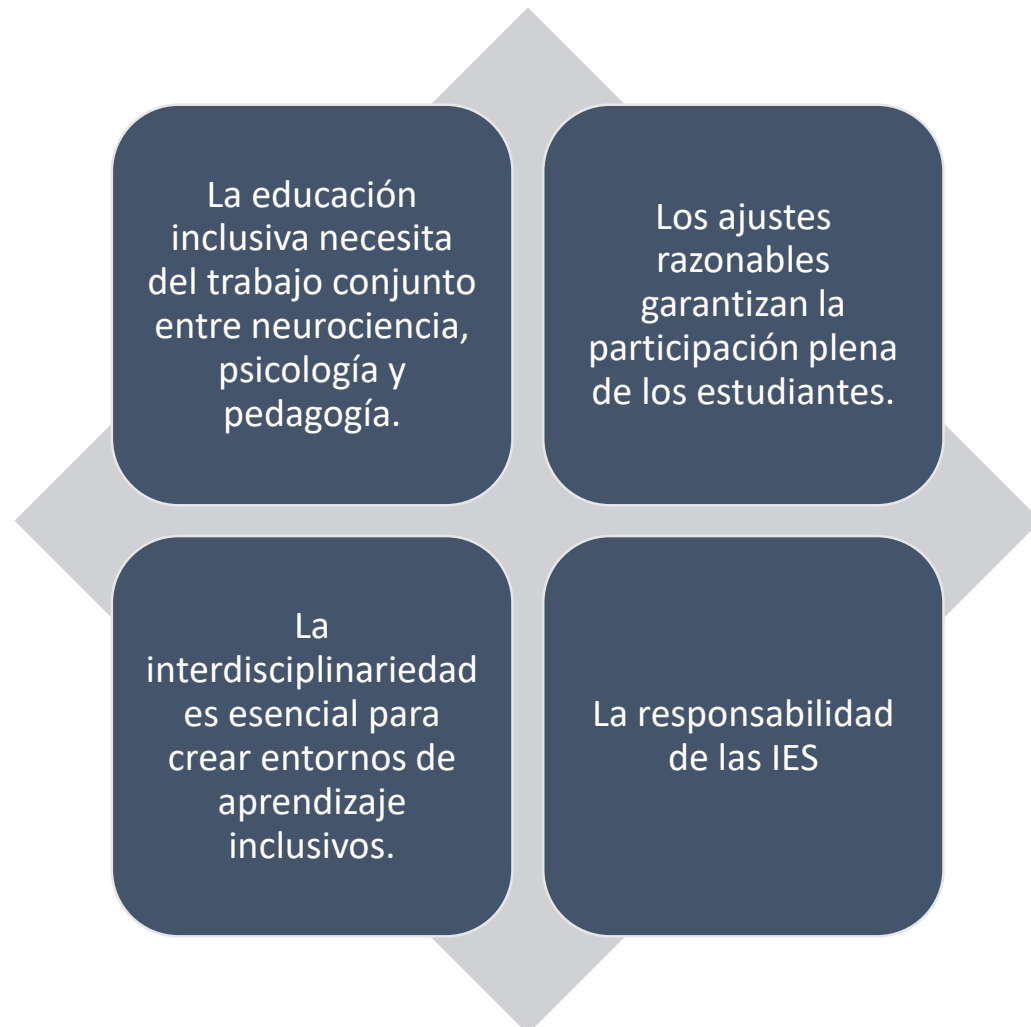 La educación
inclusiva necesita
del trabajo conjunto
entre neurociencia,
psicología y
pedagogía.
Los ajustes
razonables
garantizan la
participación plena
de los estudiantes.
La
interdisciplinariedad
es esencial para
crear entornos de
aprendizaje
inclusivos.
La responsabilidad
de las IES